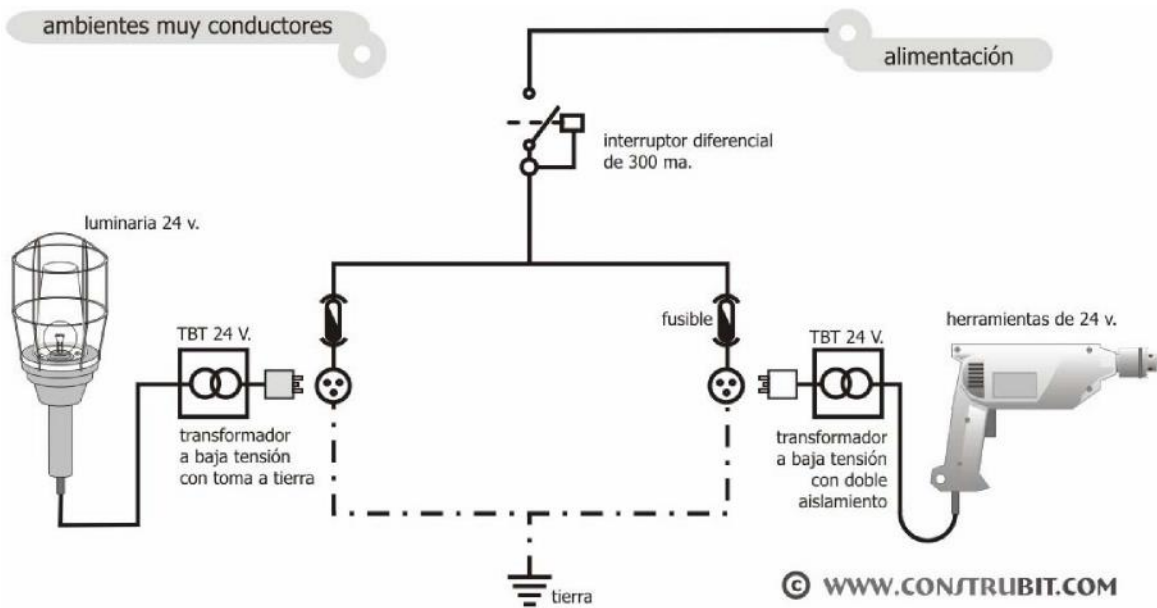 ambientes muy conductores
alimentación
interruptor diferencial
de 300 ma.
luminaria 24 v.
fusible
herramientas de 24 v.
TBT 24 V.
TBT 24 V.
transformador
a baja tensión
con toma a tierra
transformador
a baja tensión
con doble
aislamiento
tierra
© WWW.CONSTRUBIT.COM